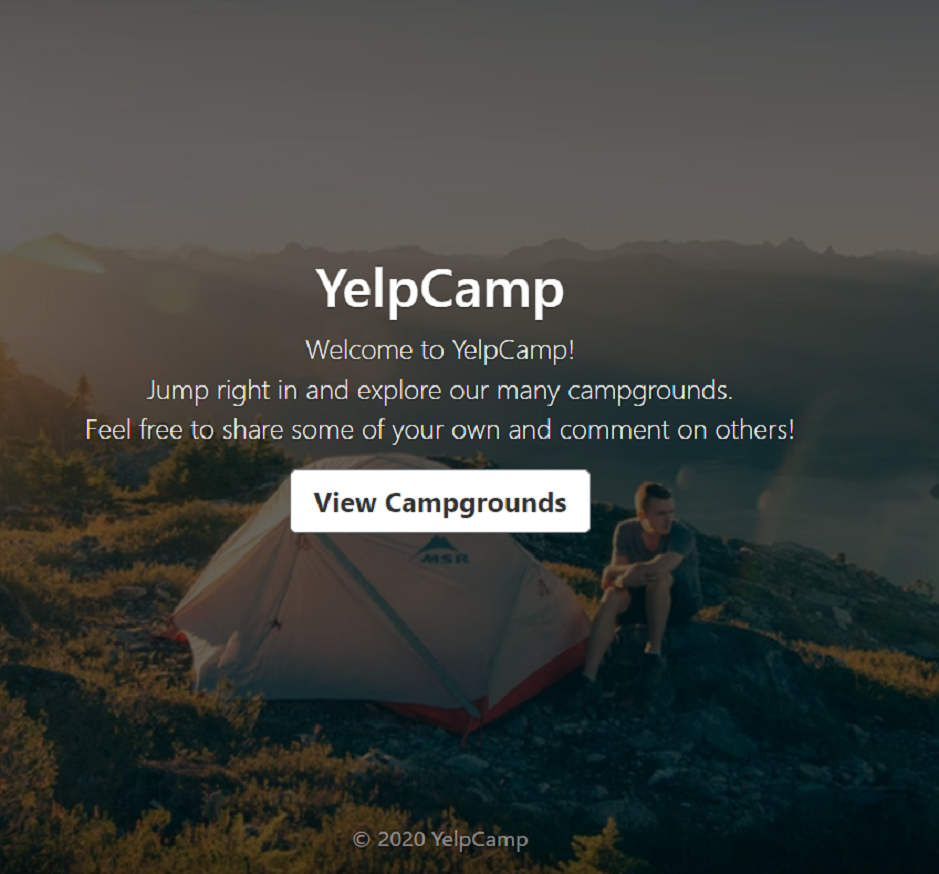 YelpCamp
Welcome to YelpCamp!
Jump right in and explore our many campgrounds.
Feel free to share some of your own and comment on others!
View Campgrounds
MSR
© 2020 YelpCamp